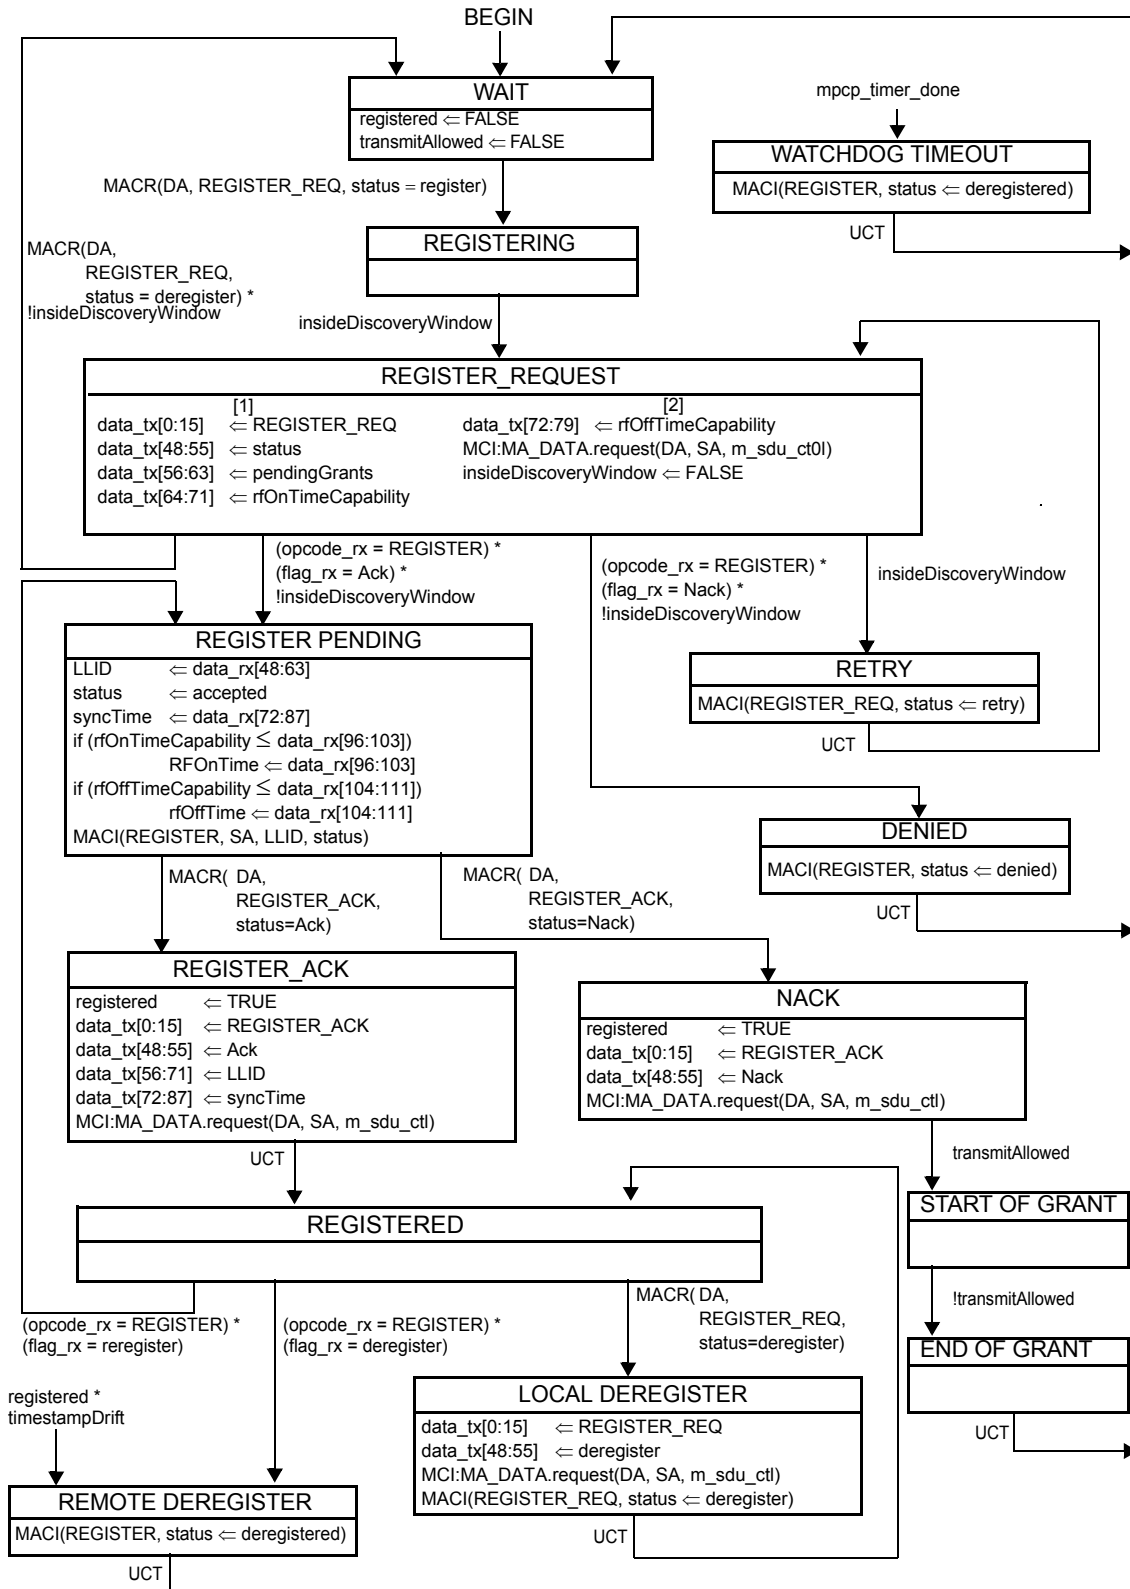 BEGIN
WAIT
registered ⇐ FALSE
transmitAllowed ⇐ FALSE
mpcp_timer_done
WATCHDOG TIMEOUT
MACI(REGISTER, status ⇐ deregistered)
UCT
MACR(DA, REGISTER_REQ, status = register)
REGISTERING
MACR(DA,
REGISTER_REQ,
status = deregister) *
!insideDiscoveryWindow
insideDiscoveryWindow
REGISTER_REQUEST
[1]
data_tx[0:15] ⇐ REGISTER_REQ
data_tx[48:55] ⇐ status
data_tx[56:63] ⇐ pendingGrants
data_tx[64:71] ⇐ rfOnTimeCapability
[2]
data_tx[72:79] ⇐ rfOffTimeCapability
MCI:MA_DATA.request(DA, SA, m_sdu_ct0l)
insideDiscoveryWindow ⇐ FALSE
(opcode_rx = REGISTER) *
(flag_rx = Ack) *
!insideDiscoveryWindow
(opcode_rx = REGISTER) *
(flag_rx = Nack) *
!insideDiscoveryWindow
insideDiscoveryWindow
REGISTER PENDING
LLID ⇐ data_rx[48:63]
status ⇐ accepted
syncTime ⇐ data_rx[72:87]
if (rfOnTimeCapability ≤ data_rx[96:103])
RFOnTime ⇐ data_rx[96:103]
if (rfOffTimeCapability ≤ data_rx[104:111])
rfOffTime ⇐ data_rx[104:111]
MACI(REGISTER, SA, LLID, status)
RETRY
MACI(REGISTER_REQ, status ⇐ retry)
UCT
DENIED
MACI(REGISTER, status ⇐ denied)
UCT
MACR( DA,
REGISTER_ACK,
status=Ack)
MACR( DA,
REGISTER_ACK,
status=Nack)
REGISTER_ACK
registered ⇐ TRUE
data_tx[0:15] ⇐ REGISTER_ACK
data_tx[48:55] ⇐ Ack
data_tx[56:71] ⇐ LLID
data_tx[72:87] ⇐ syncTime
MCI:MA_DATA.request(DA, SA, m_sdu_ctl)
UCT
NACK
registered ⇐ TRUE
data_tx[0:15] ⇐ REGISTER_ACK
data_tx[48:55] ⇐ Nack
MCI:MA_DATA.request(DA, SA, m_sdu_ctl)
transmitAllowed
START OF GRANT
!transmitAllowed
END OF GRANT
UCT
REGISTERED
(opcode_rx = REGISTER) *
(flag_rx = reregister)
(opcode_rx = REGISTER) *
(flag_rx = deregister)
MACR( DA,
REGISTER_REQ,
status=deregister)
registered *
timestampDrift
LOCAL DEREGISTER
data_tx[0:15] ⇐ REGISTER_REQ
data_tx[48:55] ⇐ deregister
MCI:MA_DATA.request(DA, SA, m_sdu_ctl)
MACI(REGISTER_REQ, status ⇐ deregister)
UCT
REMOTE DEREGISTER
MACI(REGISTER, status ⇐ deregistered)
UCT